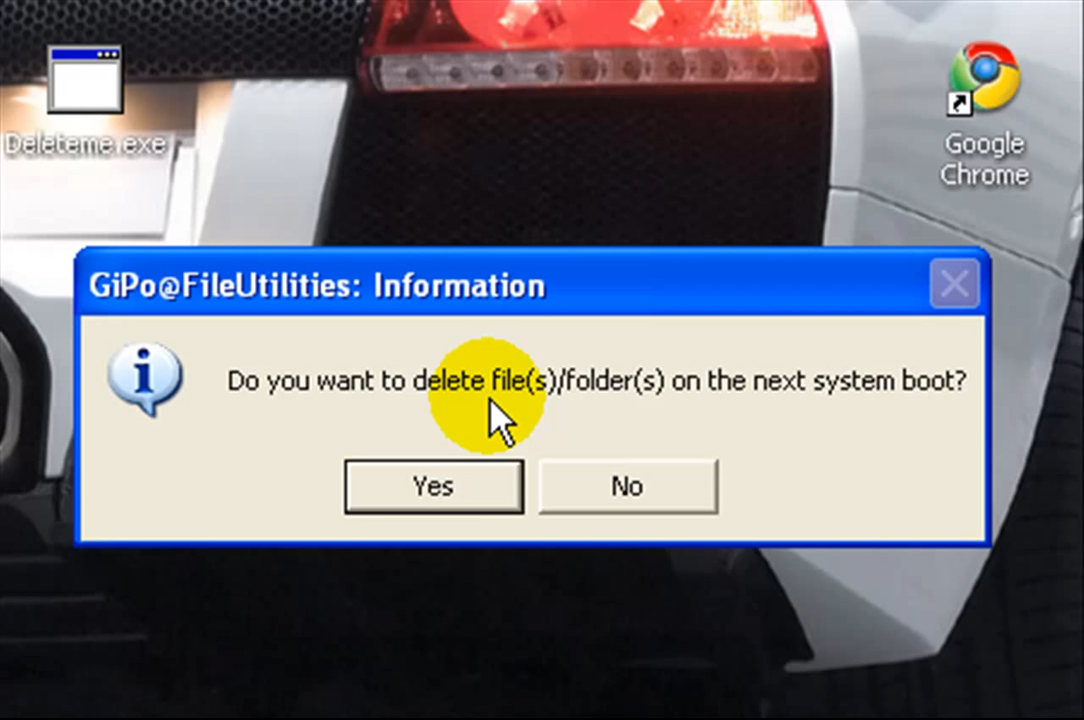 Deleteme.exe
Google
Chrome
GiPo@FileUtilities: Information
Do you want to delete file(s)/folder(s) on the next system boot?
Yes
No